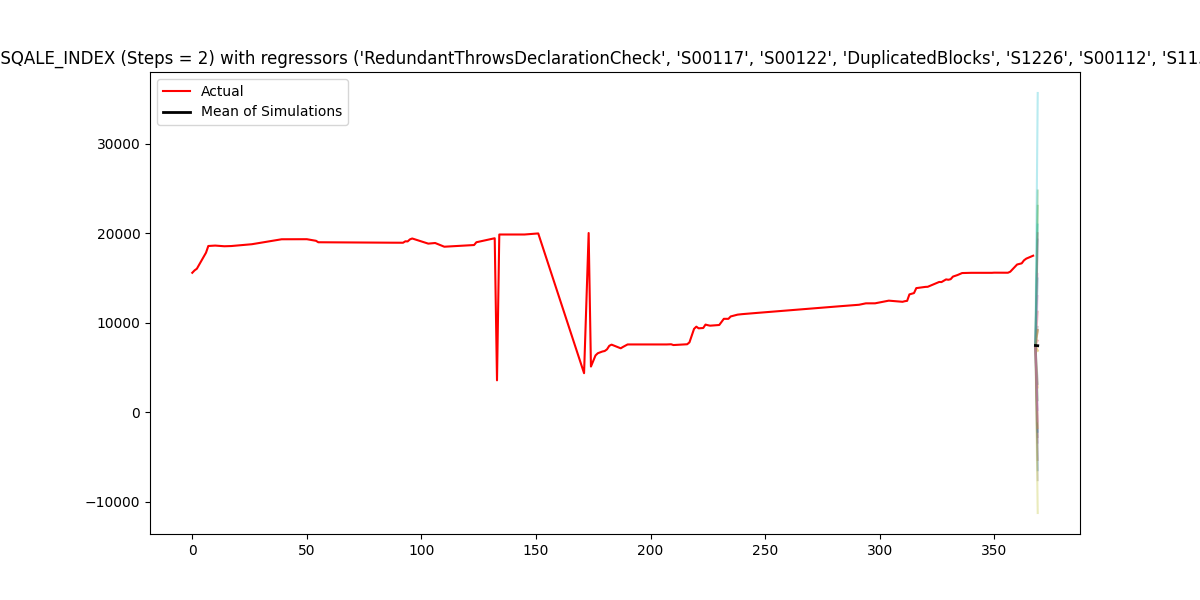 SQALE_INDEX (Steps = 2) with regressors ('RedundantThrowsDeclarationCheck', 'S00117', 'S00122', 'DuplicatedBlocks', 'S1226', 'S00112', 'S11
Actual
Mean of Simulations
30000
20000
10000
0
−10000
0 50 100 150 200 250 300 350